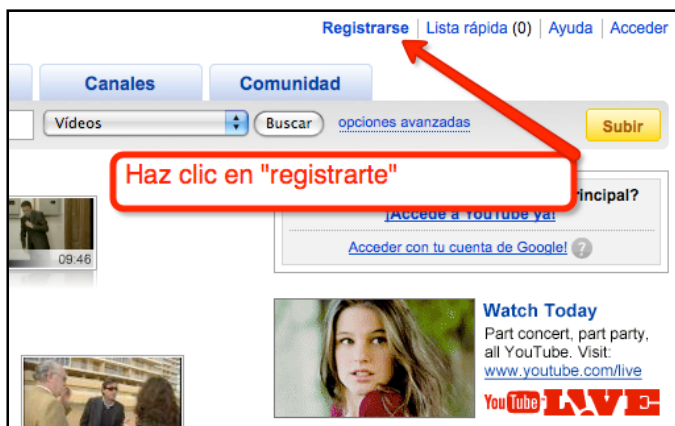 Registrarse | Lista rápida (0) | Ayuda | Acceder
Canales Comunidad
Vídeos Buscar opciones avanzadas Subir
Haz clic en "registrarte"
rincipal?
¡Accede a YouTube ya!
Acceder con tu cuenta de Google! ?
09:46
Watch Today
Part concert, part party,
all YouTube. Visit:
www.youtube.com/live
YouTube LIVE